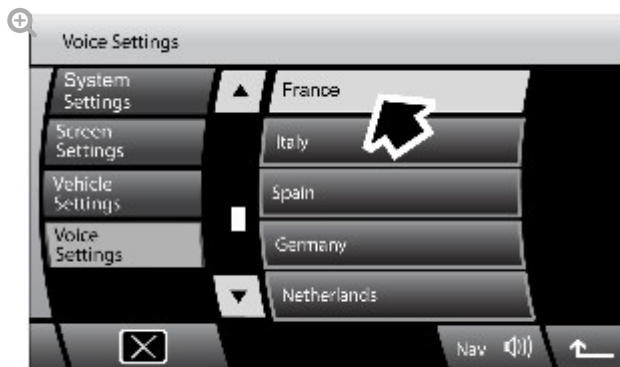 Voice Settings
System
Settings
Screen
Settings
Vehicle
Settings
Voice
Settings
France
Italy
Spain
Germany
Netherlands
Nav